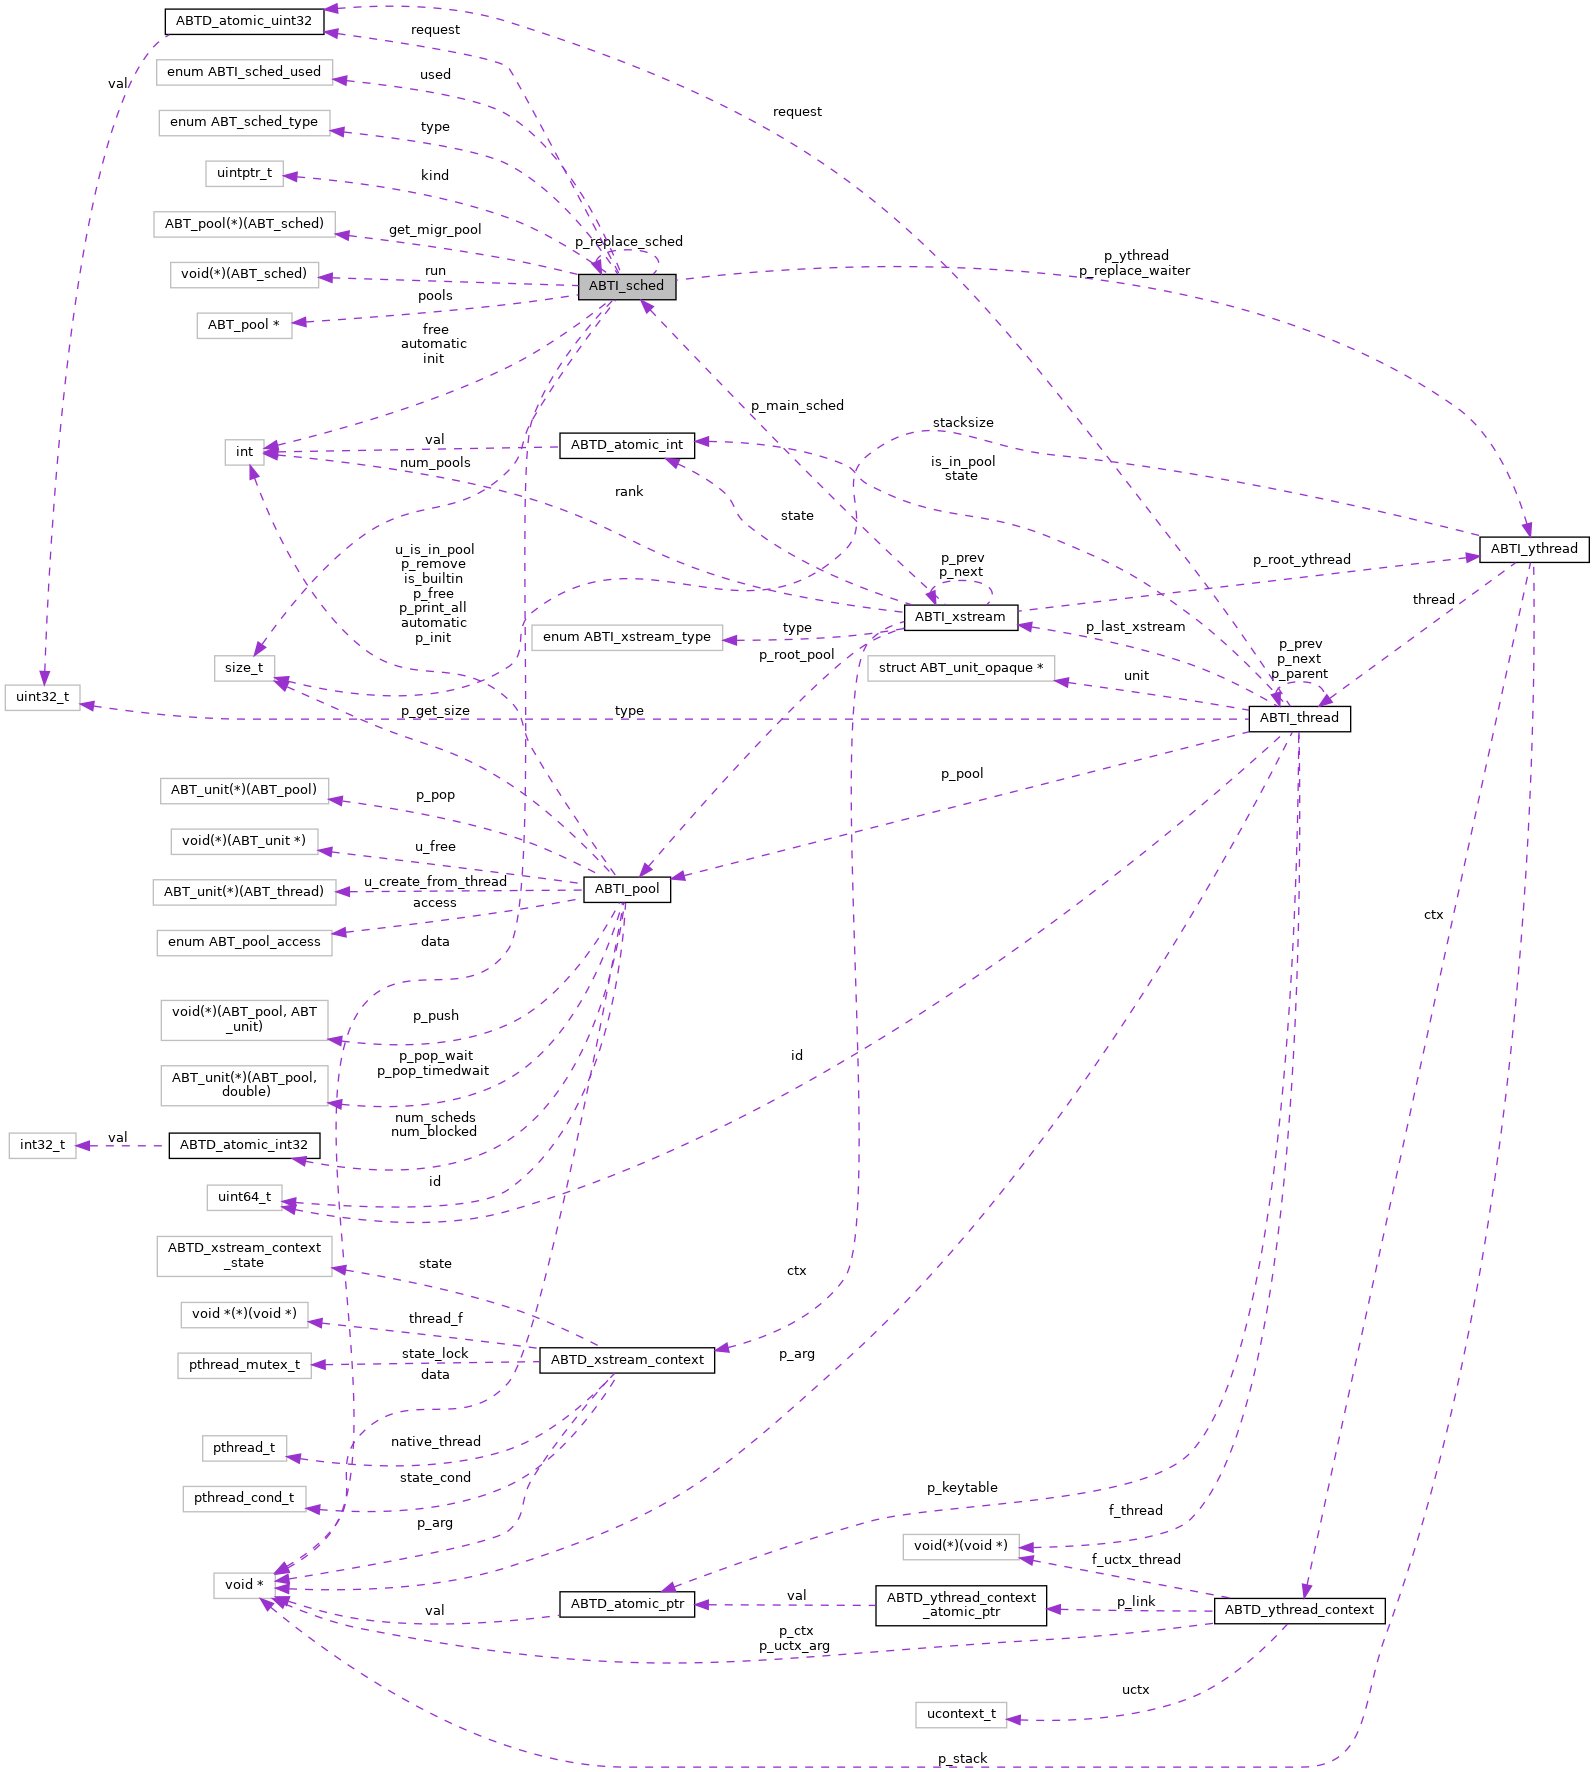 ABTD_atomic_uint32
request
enum ABTI_sched_used
used
val
request
enum ABT_sched_type
type
uintptr_t
kind
ABT_pool(*)(ABT_sched)
get_migr_pool
p_replace_sched
void(*)(ABT_sched)
run
ABTI_sched
p_ythread
p_replace_waiter
pools
ABT_pool *
free
automatic
init
p_main_sched
stacksize
int
val
ABTD_atomic_int
num_pools
is_in_pool
state
rank
state
u_is_in_pool
p_remove
is_builtin
p_free
p_print_all
automatic
p_init
p_prev
p_next
p_root_ythread
ABTI_ythread
thread
ABTI_xstream
enum ABTI_xstream_type
type
p_last_xstream
p_root_pool
struct ABT_unit_opaque *
unit
p_prev
p_next
p_parent
size_t
uint32_t
p_get_size
type
ABTI_thread
p_pool
ABT_unit(*)(ABT_pool)
p_pop
void(*)(ABT_unit *)
u_free
ABT_unit(*)(ABT_thread)
u_create_from_thread
ABTI_pool
access
enum ABT_pool_access
data
ctx
void(*)(ABT_pool, ABT
_unit)
p_push
p_pop_wait
p_pop_timedwait
id
ABT_unit(*)(ABT_pool,
double)
num_scheds
num_blocked
int32_t
val
ABTD_atomic_int32
uint64_t
id
ABTD_xstream_context
_state
state
ctx
void *(*)(void *)
thread_f
pthread_mutex_t
state_lock
ABTD_xstream_context
data
p_arg
pthread_t
native_thread
pthread_cond_t
state_cond
p_keytable
p_arg
f_thread
void(*)(void *)
f_uctx_thread
void *
val
ABTD_atomic_ptr
val
ABTD_ythread_context
_atomic_ptr
p_link
ABTD_ythread_context
p_ctx
p_uctx_arg
uctx
ucontext_t
p_stack